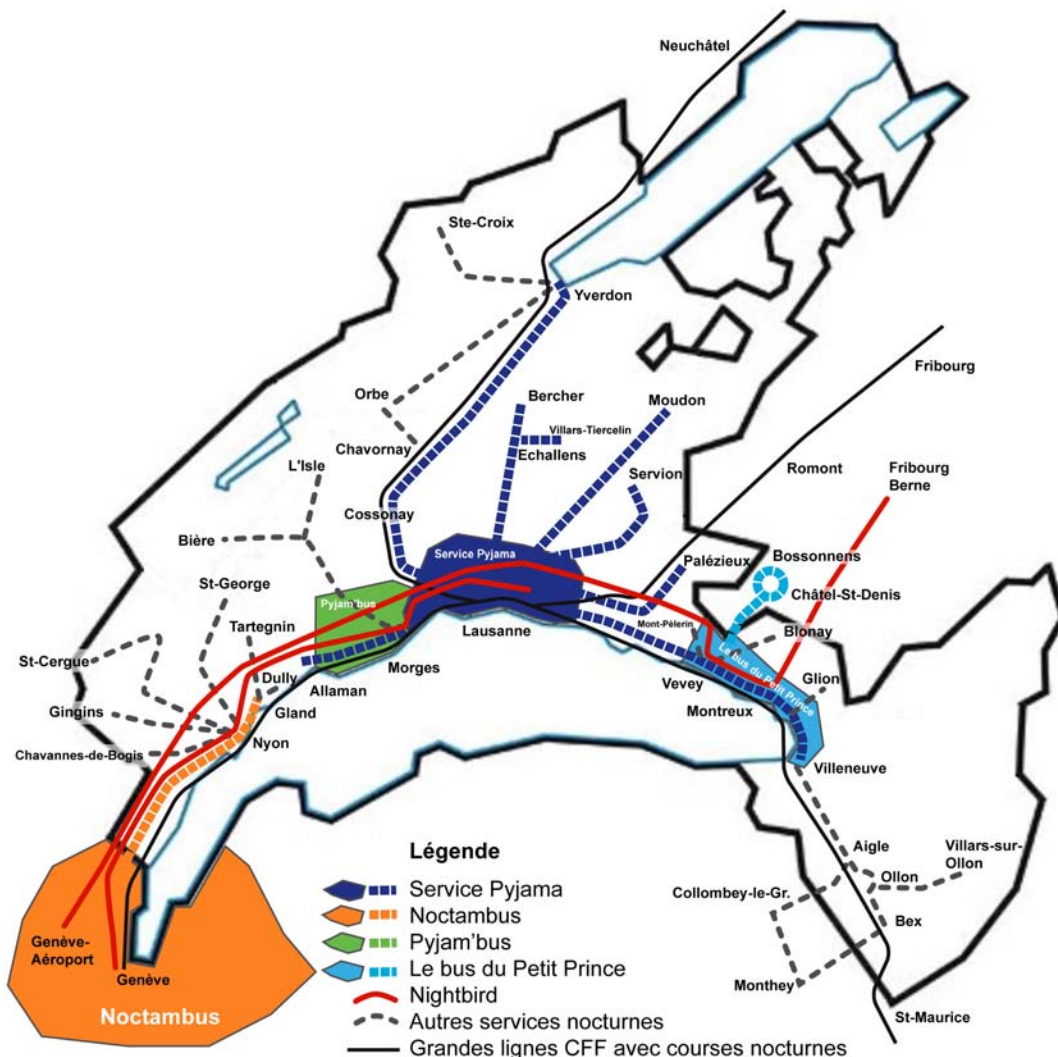 Neuchâtel
Ste-Croix
Yverdon
Fribourg
Orbe
Bercher
Moudon
Villars-Tiercelin
Echallens
Chavornay
L'Isle
Servion
Romont
Fribourg
Berne
Cossonay
Bière
Service Pyjama
Palézieux
Bossonnens
St-George
Châtel-St-Denis
Pyjam'bus
Tartegnin
Lausanne
Mont-Pèlerin
Blonay
St-Cergue
Morges
Le bus du Petit Prince
Dully
Allaman
Vevey
Glion
Gingins
Gland
Montreux
Nyon
Chavannes-de-Bogis
Villeneuve
Légende
Aigle
Villars-sur-
Ollon
Ollon
Service Pyjama
Collombey-le-Gr.
Noctambus
Bex
Genève-
Aéroport
Pyjam'bus
Genève
Le bus du Petit Prince
Monthey
Nightbird
Noctambus
St-Maurice
Autres services nocturnes
Grandes lignes CFF avec courses nocturnes